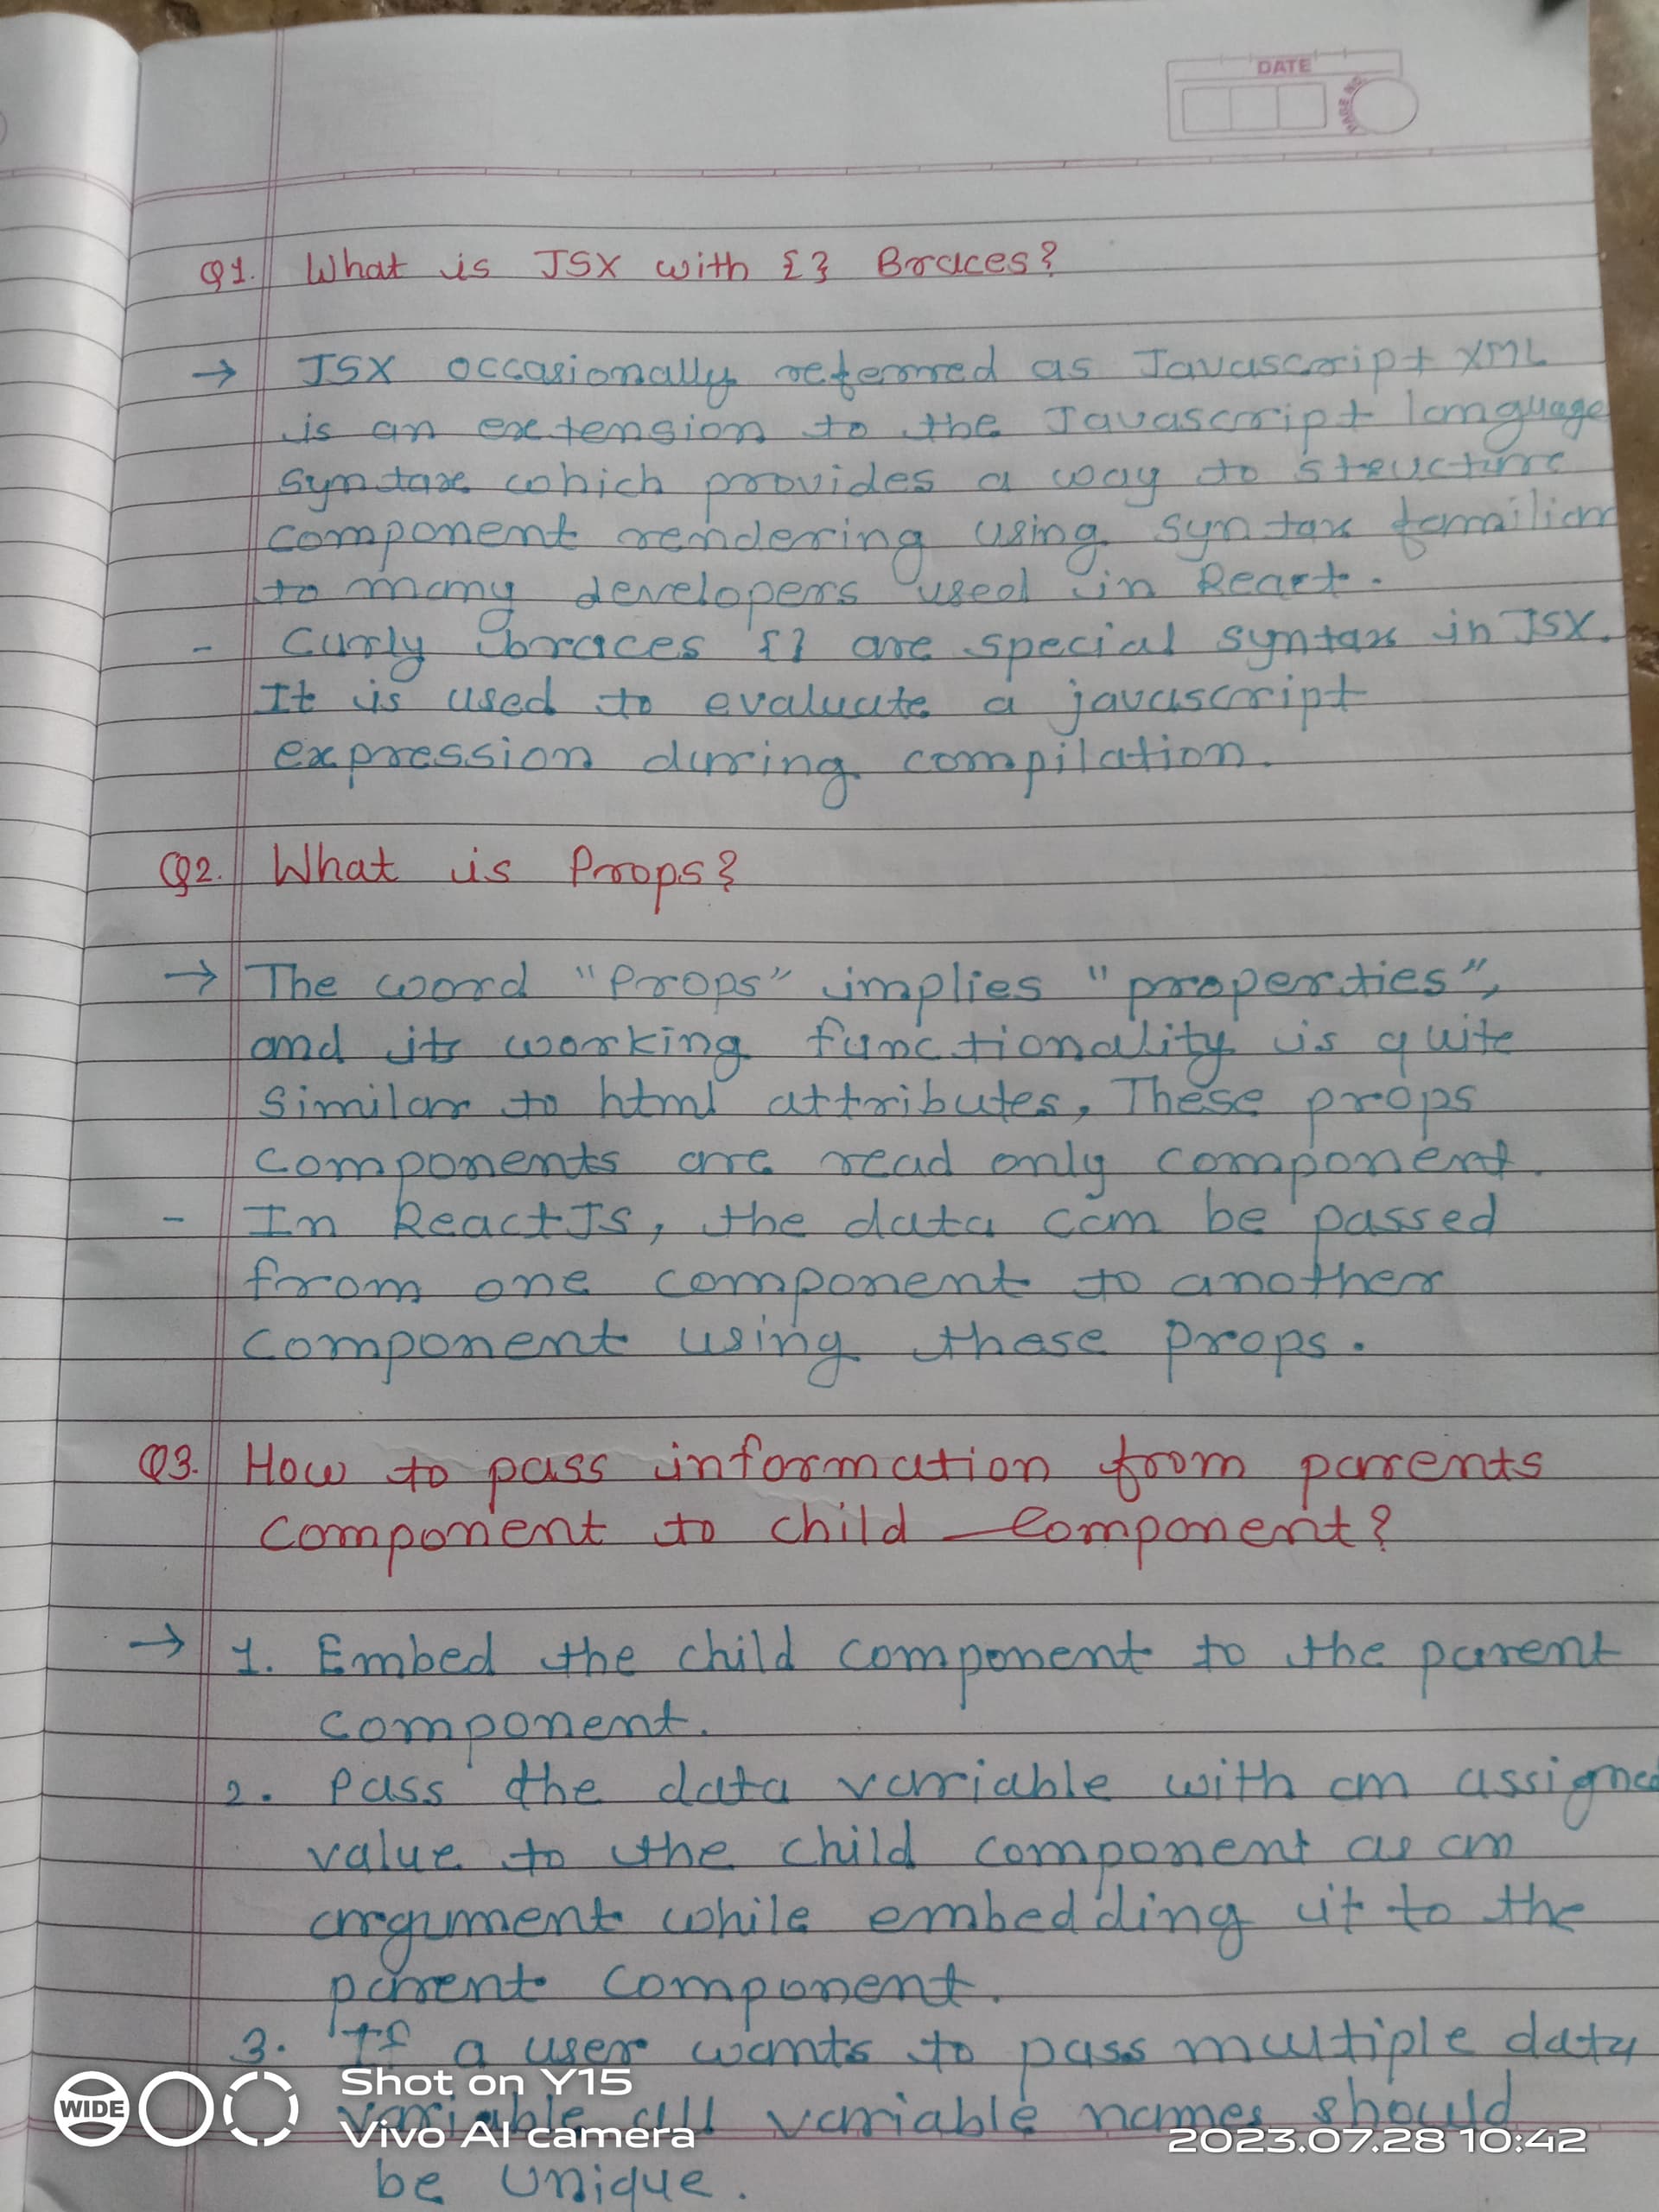 DATE
PAGE NO.
Q1. What is JSX with {} Braces?
→ JSX occasionally referred as Javascript XML
is an extension to the Javascript language
syntax which provides a way to structure
component rendering using syntax familiar
to many developers used in React.
- Curly braces {} are special syntax in JSX.
It is used to evaluate a javascript
expression during compilation.
Q2. What is Props?
→ The word "Props" implies "properties",
and its working functionality is quite
similar to html attributes, These props
components are read only component.
- In ReactJs, the data can be passed
from one component to another
component using these props.
Q3. How to pass information from parents
component to child component?
→ 1. Embed the child component to the parent
component.
2. Pass the data variable with an assigned
value to the child component as an
argument while embedding it to the
parent component.
3. If a user wants to pass multiple data
variable all variable names should
be unique.
WIDE
Shot on Y15
Vivo AI camera
2023.07.28 10:42